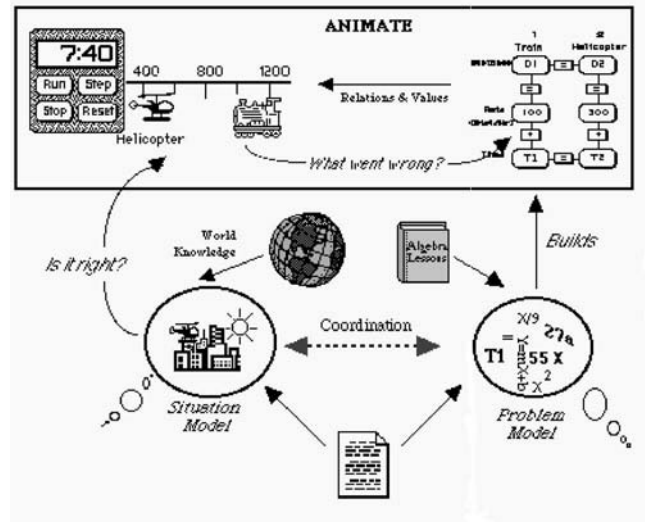 ANIMATE
7:40
Run Step
Stop Reset
400 800 1200
Helicopter
Relations & Values
What went wrong?
1 2
Train Helicopter
D1 = D2
= =
Rate
100 300
T1 = T2
Is it right?
World
Knowledge
Algebra
Lessons
Builds
Coordination
X/9
27a
=
T1
Y=mX+b
55 X
X2
Situation
Model
Problem
Model